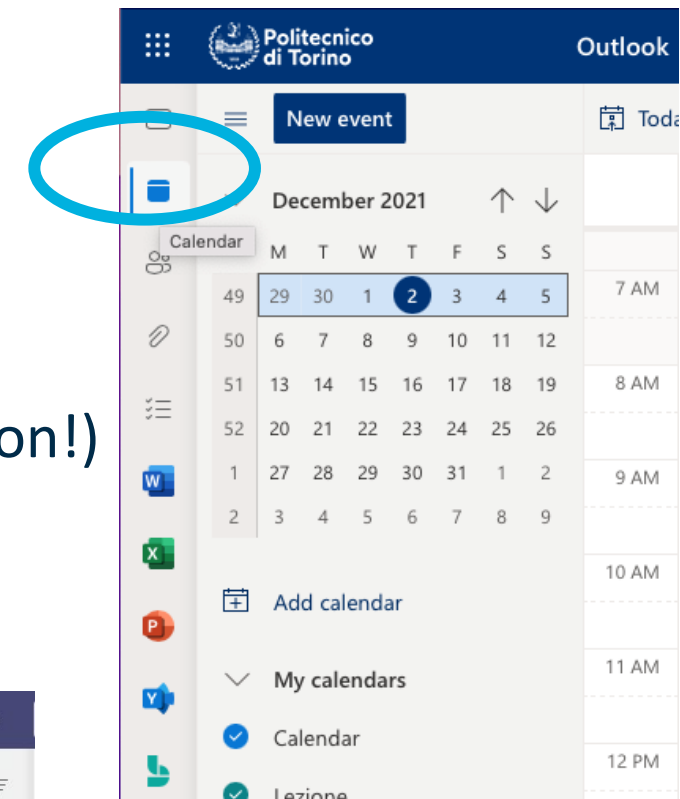 Politecnico
di Torino
Outlook
New event
December 2021
Calendar
M T W T F S S
49 29 30 1 2 3 4 5
50 6 7 8 9 10 11 12
51 13 14 15 16 17 18 19
52 20 21 22 23 24 25 26
1 27 28 29 30 31 1 2
2 3 4 5 6 7 8 9
Add calendar
My calendars
Calendar
Lezione
7 AM
8 AM
9 AM
10 AM
11 AM
12 PM
on!)
W
X
P
Y